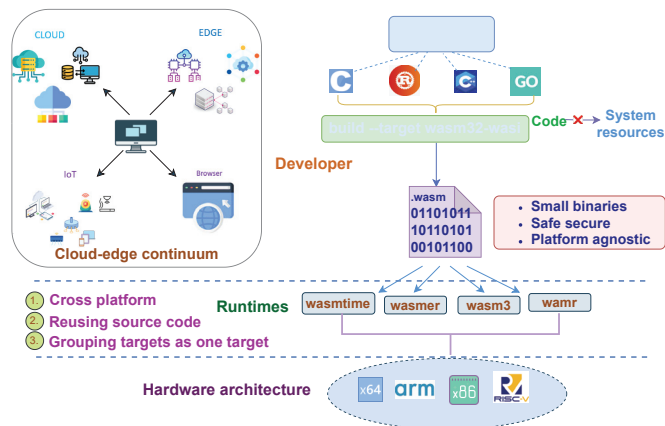 CLOUD
EDGE
IoT
Browser
Cloud-edge continuum
C
C++
GO
build --target wasm32-wasi
Code
System
resources
Developer
.wasm
01101011
10110101
00101100
• Small binaries
• Safe secure
• Platform agnostic
1. Cross platform
2. Reusing source code
3. Grouping targets as one target
Runtimes
wasmtime
wasmer
wasm3
wamr
Hardware architecture
x64
arm
x86
RISC-V